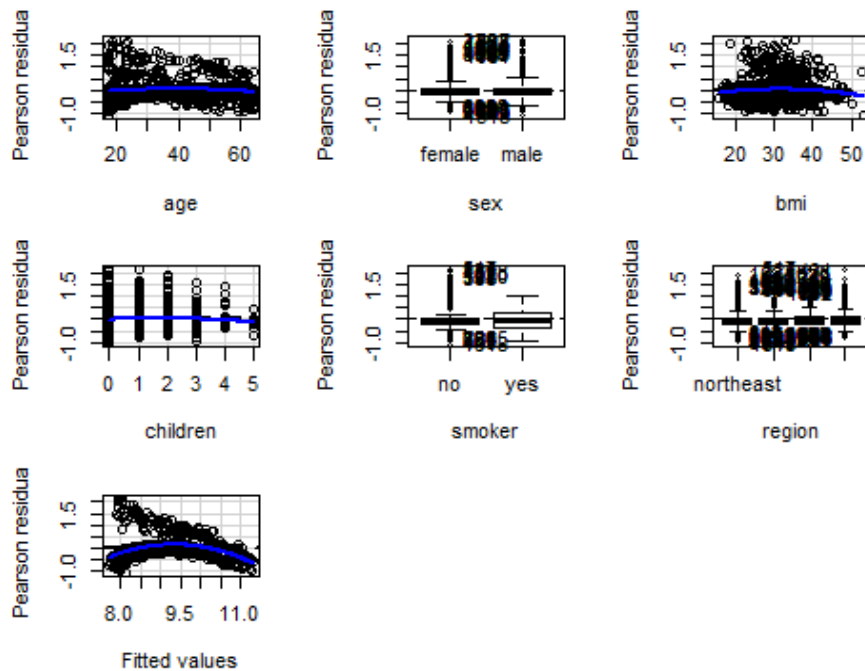 Pearson residua
1.5
-1.0
20 40 60
age
Pearson residua
1.5
-1.0
female male
sex
Pearson residua
1.5
-1.0
20 30 40 50
bmi
Pearson residua
1.5
-1.0
0 1 2 3 4 5
children
Pearson residua
1.5
-1.0
no yes
smoker
Pearson residua
1.5
-1.0
northeast
region
Pearson residua
1.5
-1.0
8.0 9.5 11.0
Fitted values